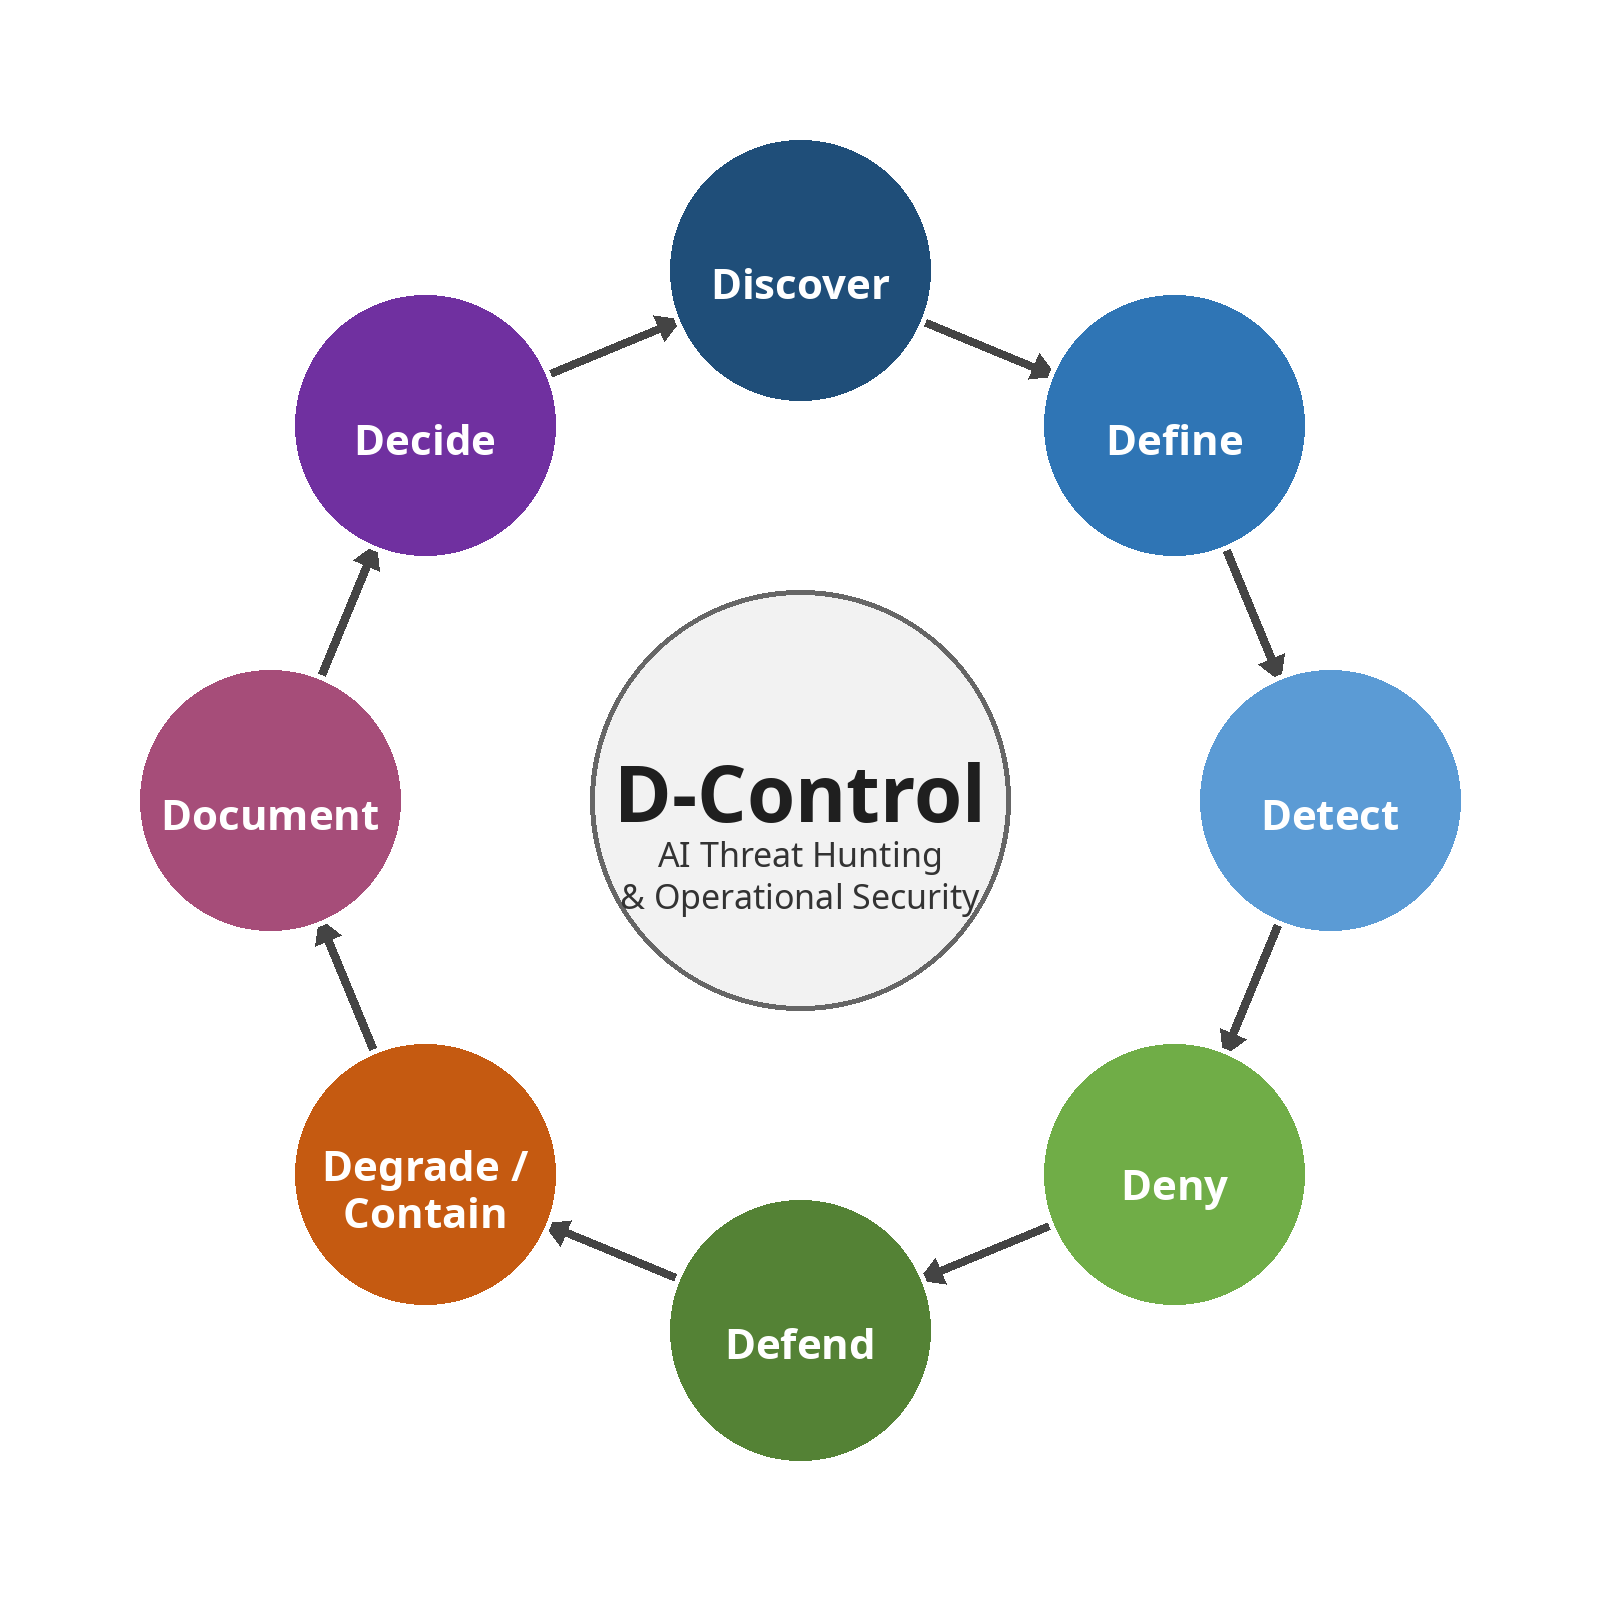 Discover
Define
Detect
Deny
Defend
Degrade /
Contain
Document
Decide
D-Control
AI Threat Hunting
& Operational Security